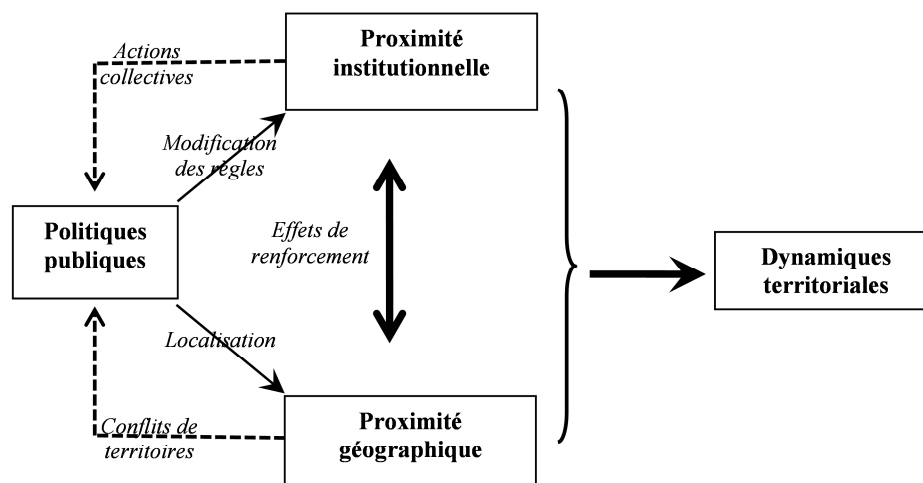 Proximité
institutionnelle
Actions
collectives
Modification
des règles
Politiques
publiques
Effets de
renforcement
Dynamiques
territoriales
Localisation
Conflits de
territoires
Proximité
géographique